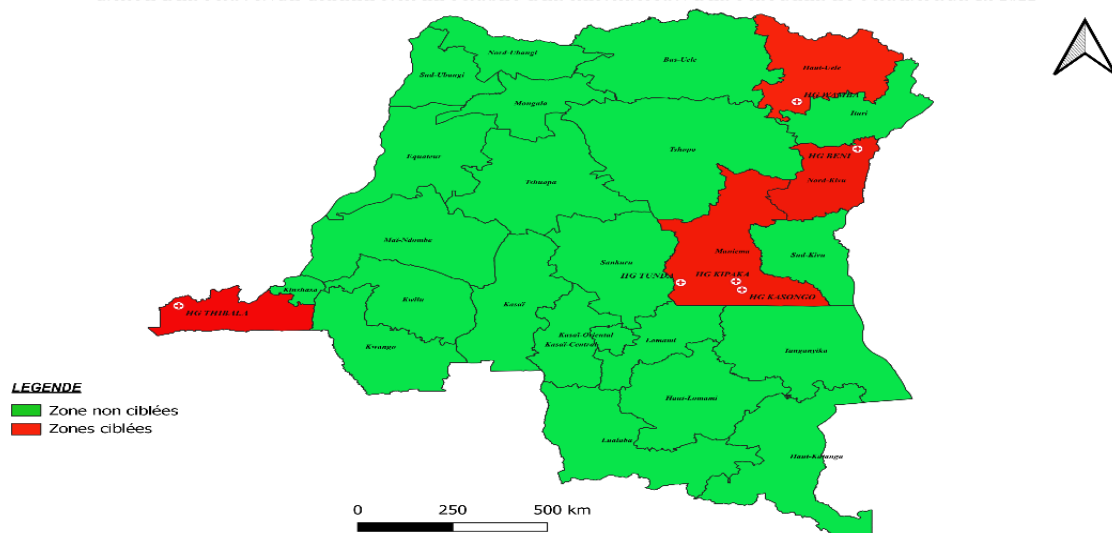 Nord-Ubangi
Sud-Ubangi
Bas-Uele
Haut-Uele
HG WAMBA
Mongala
Ituri
Equateur
Tshopo
HG BENI
Tshuapa
Nord-Kivu
Mai-Ndombe
Maniema
Sud-Kivu
Sankuru
HG TUNDA
HG KIPAKA
HG KASONGO
Kinshasa
Kwilu
Kasaï
HG THIBALA
Kasaï-Oriental
Kasaï-Central
Lomami
Kwango
Tanganyika
LEGENDE
Zone non ciblées
Zones ciblées
Haut-Lomami
Lualaba
Haut-Katanga
0 250 500 km